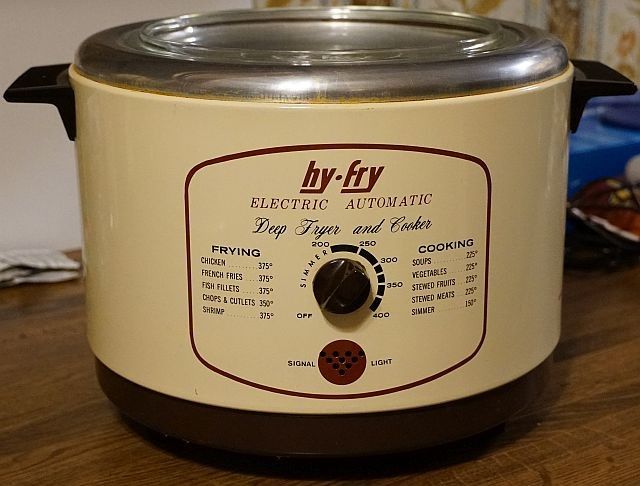 hy-fry
ELECTRIC AUTOMATIC
Deep Fryer and Cooker
FRYING
CHICKEN ........ 375°
FRENCH FRIES .... 375°
FISH FILLETS ..... 375°
CHOPS & CUTLETS 350°
SHRIMP .......... 375°
OFF
SIMMER
200
250
300
350
400
COOKING
SOUPS .......... 225°
VEGETABLES .... 225°
STEWED FRUITS .. 225°
STEWED MEATS .. 225°
SIMMER ........ 150°
SIGNAL LIGHT